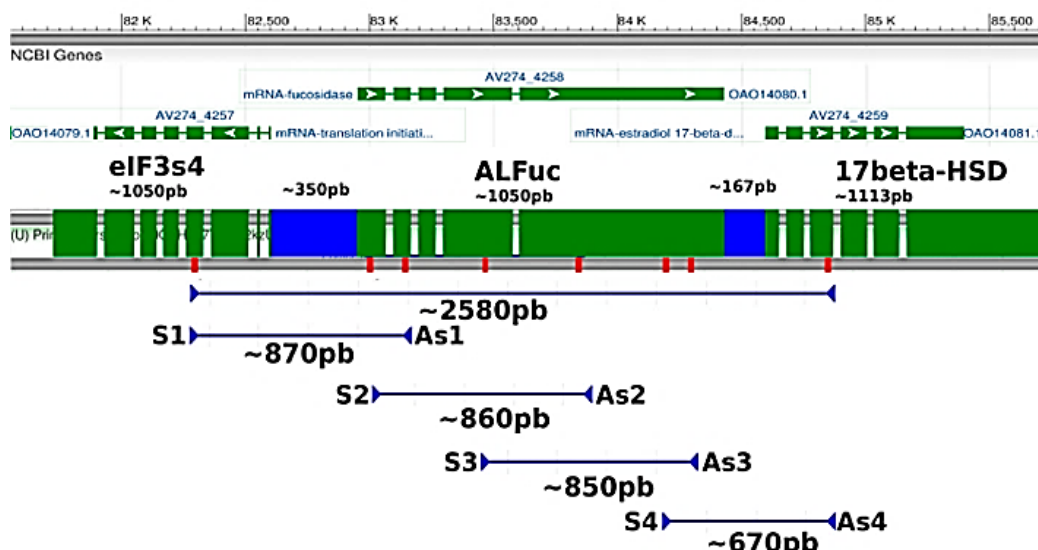 82 K 82,500 83 K 83,500 84 K 84,500 85 K 85,500
NCBI Genes
AV274_4258
mRNA-fucosidase OAO14080.1
AV274_4257 AV274_4259
OAO14079.1 mRNA-translation initiati... mRNA-estradiol 17-beta-d... OAO14081.1
eIF3s4 ALFuc 17beta-HSD
~1050pb ~350pb ~1050pb ~167pb ~1113pb
(U) Prir
~2580pb
S1 As1
~870pb
S2 As2
~860pb
S3 As3
~850pb
S4 As4
~670pb